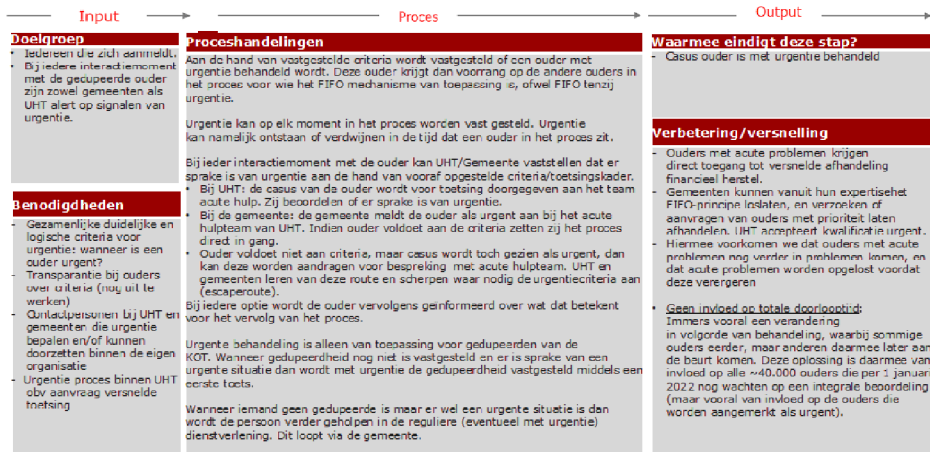 Input
Proces
Output
Doelgroep
- Iedereen die zich aanmeldt.
• Bij iedere interactiemoment
met de gedupeerde ouder
zijn zowel gemeenten als
UHT alert op signalen van
urgentie.
Benodigdheden
- Gezamenlijke duidelijke en
logische criteria voor
urgentie: wanneer is een
ouder urgent?
- Transparantie bij ouders
over criteria (nog uit te
werken)
- Contactpersonen bij UHT en
gemeenten die urgentie
bepalen en/of kunnen
doorzetten binnen de eigen
organisatie
- Urgentie proces binnen UHT
obv aanvraag versnelde
toetsing
Proceshandelingen
Aan de hand van vastgestelde criteria wordt vastgesteld of een ouder met
urgentie behandeld wordt. Deze ouder krijgt dan voorrang op de andere ouders in
het proces voor wie het FIFO mechanisme van toepassing is, ofwel FIFO tenzij
urgentie.
Urgentie kan op elk moment in het proces worden vast gesteld. Urgentie
kan namelijk ontstaan of verdwijnen in de tijd dat een ouder in het proces zit.
Bij ieder interactiemoment met de ouder kan UHT/Gemeente vaststellen dat er
sprake is van urgentie aan de hand van vooraf opgestelde criteria/toetsingskader.
• Bij UHT: de casus van de ouder wordt voor toetsing doorgegeven aan het team
acute hulp. Zij beoordelen of er sprake is van urgentie.
• Bij de gemeente: de gemeente meldt de ouder als urgent aan bij het acute
hulpteam van UHT. Indien ouder voldoet aan de criteria zetten zij het proces
direct in gang.
• Ouder voldoet niet aan criteria, maar casus wordt toch gezien als urgent, dan
kan deze worden aandragen voor bespreking met acute hulpteam. UHT en
gemeenten leren van deze route en scherpen waar nodig de urgentiecriteria aan
(escaperoute).
Bij iedere optie wordt de ouder vervolgens geinformeerd over wat dat betekent
voor het vervolg van het proces.
Urgente behandeling is alleen van toepassing voor gedupeerden van de
KOT. Wanneer gedupeerdheid nog niet is vastgesteld en er is sprake van een
urgente situatie dan wordt met urgentie de gedupeerdheid vastgesteld middels een
eerste toets.
Wanneer iemand geen gedupeerde is maar er wel een urgente situatie is dan
wordt de persoon verder geholpen in de reguliere (eventueel met urgentie)
dienstverlening. Dit loopt via de gemeente.
Waarmee eindigt deze stap?
- Casus ouder is met urgentie behandeld
Verbetering/versnelling
- Ouders met acute problemen krijgen
direct toegang tot versnelde afhandeling
financieel herstel.
- Gemeenten kunnen vanuit hun expertisehet
FIFO-principe loslaten, en verzoeken of
aanvragen van ouders met prioriteit laten
afhandelen. UHT accepteert kwalificatie urgent.
- Hiermee voorkomen we dat ouders met acute
problemen nog verder in problemen komen, en
dat acute problemen worden opgelost voordat
deze verergeren
• Geen invloed op totale doorlooptijd:
Immers vooral een verandering
in volgorde van behandeling, waarbij sommige
ouders eerder, maar anderen daarmee later aan
de beurt komen. Deze oplossing is daarmee van
invloed op alle ~40.000 ouders die per 1 januari
2022 nog wachten op een integrale beoordeling
(maar vooral van invloed op de ouders die
worden aangemerkt als urgent).